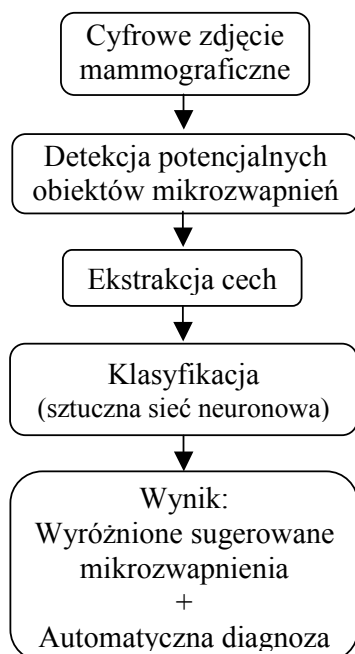 Cyfrowe zdjęcie
mammograficzne
Detekcja potencjalnych
obiektów mikrozwapnień
Ekstrakcja cech
Klasyfikacja
(sztuczna sieć neuronowa)
Wynik:
Wyróżnione sugerowane
mikrozwapnienia
+
Automatyczna diagnoza